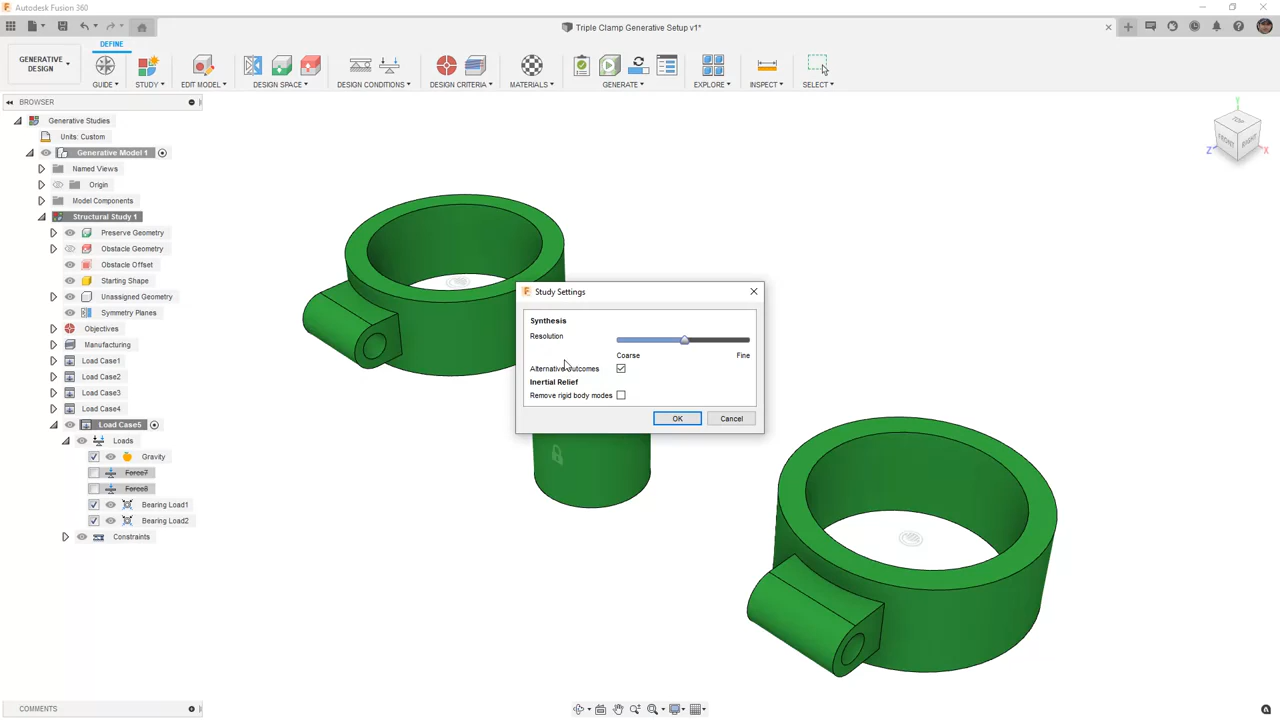 Autodesk Fusion 360
Triple Clamp Generative Setup v1*
GENERATIVE
DESIGN
DEFINE
GUIDE
STUDY
EDIT MODEL
DESIGN SPACE
DESIGN CONDITIONS
DESIGN CRITERIA
MATERIALS
GENERATE
EXPLORE
INSPECT
SELECT
BROWSER
Generative Studies
Units: Custom
Generative Model 1
Named Views
Origin
Model Components
Structural Study 1
Preserve Geometry
Obstacle Geometry
Obstacle Offset
Starting Shape
Unassigned Geometry
Symmetry Planes
Objectives
Manufacturing
Load Case1
Load Case2
Load Case3
Load Case4
Load Case5
Loads
Gravity
Force7
Force8
Bearing Load1
Bearing Load2
Constraints
Study Settings
Synthesis
Resolution
Coarse Fine
Alternative outcomes
Inertial Relief
Remove rigid body modes
OK Cancel
Y
TOP
FRONT RIGHT
Z X
COMMENTS